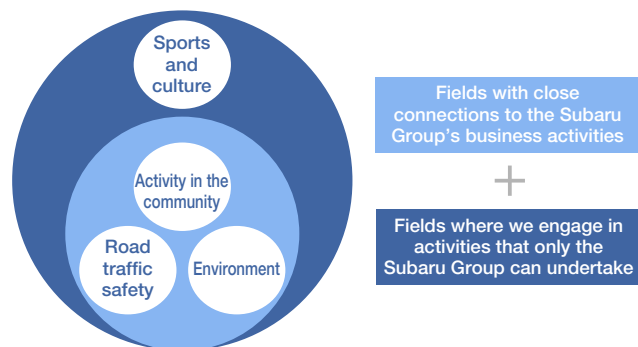 Sports
and
culture
Activity in the
community
Road
traffic
safety
Environment
Fields with close
connections to the Subaru
Group’s business activities
+
Fields where we engage in
activities that only the
Subaru Group can undertake